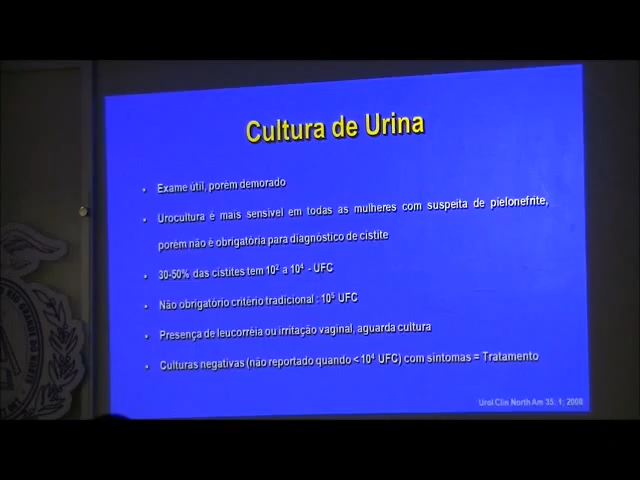 Cultura de Urina
• Exame útil, porém demorado
• Urocultura é mais sensível em todas as mulheres com suspeita de pielonefrite,
porém não é obrigatória para diagnóstico de cistite
• 30-50% das cistites tem 10² a 10⁴ - UFC
• Não obrigatório critério tradicional : 10⁵ UFC
• Presença de leucorréia ou irritação vaginal, aguarda cultura
• Culturas negativas (não reportado quando < 10⁴ UFC) com sintomas = Tratamento
Urol Clin North Am 35: 1; 2008